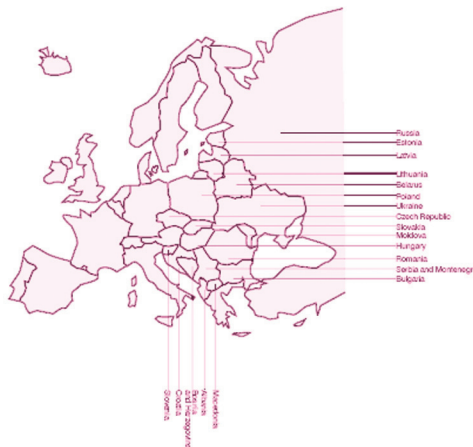 Russia
Estonia
Latvia
Lithuania
Belarus
Poland
Ukraine
Czech Republic
Slovakia
Moldova
Hungary
Romania
Serbia and Montenegr
Bulgaria
Slovenia
Croatia
Bosnia
and Herzegovina
Albania
Macedonia